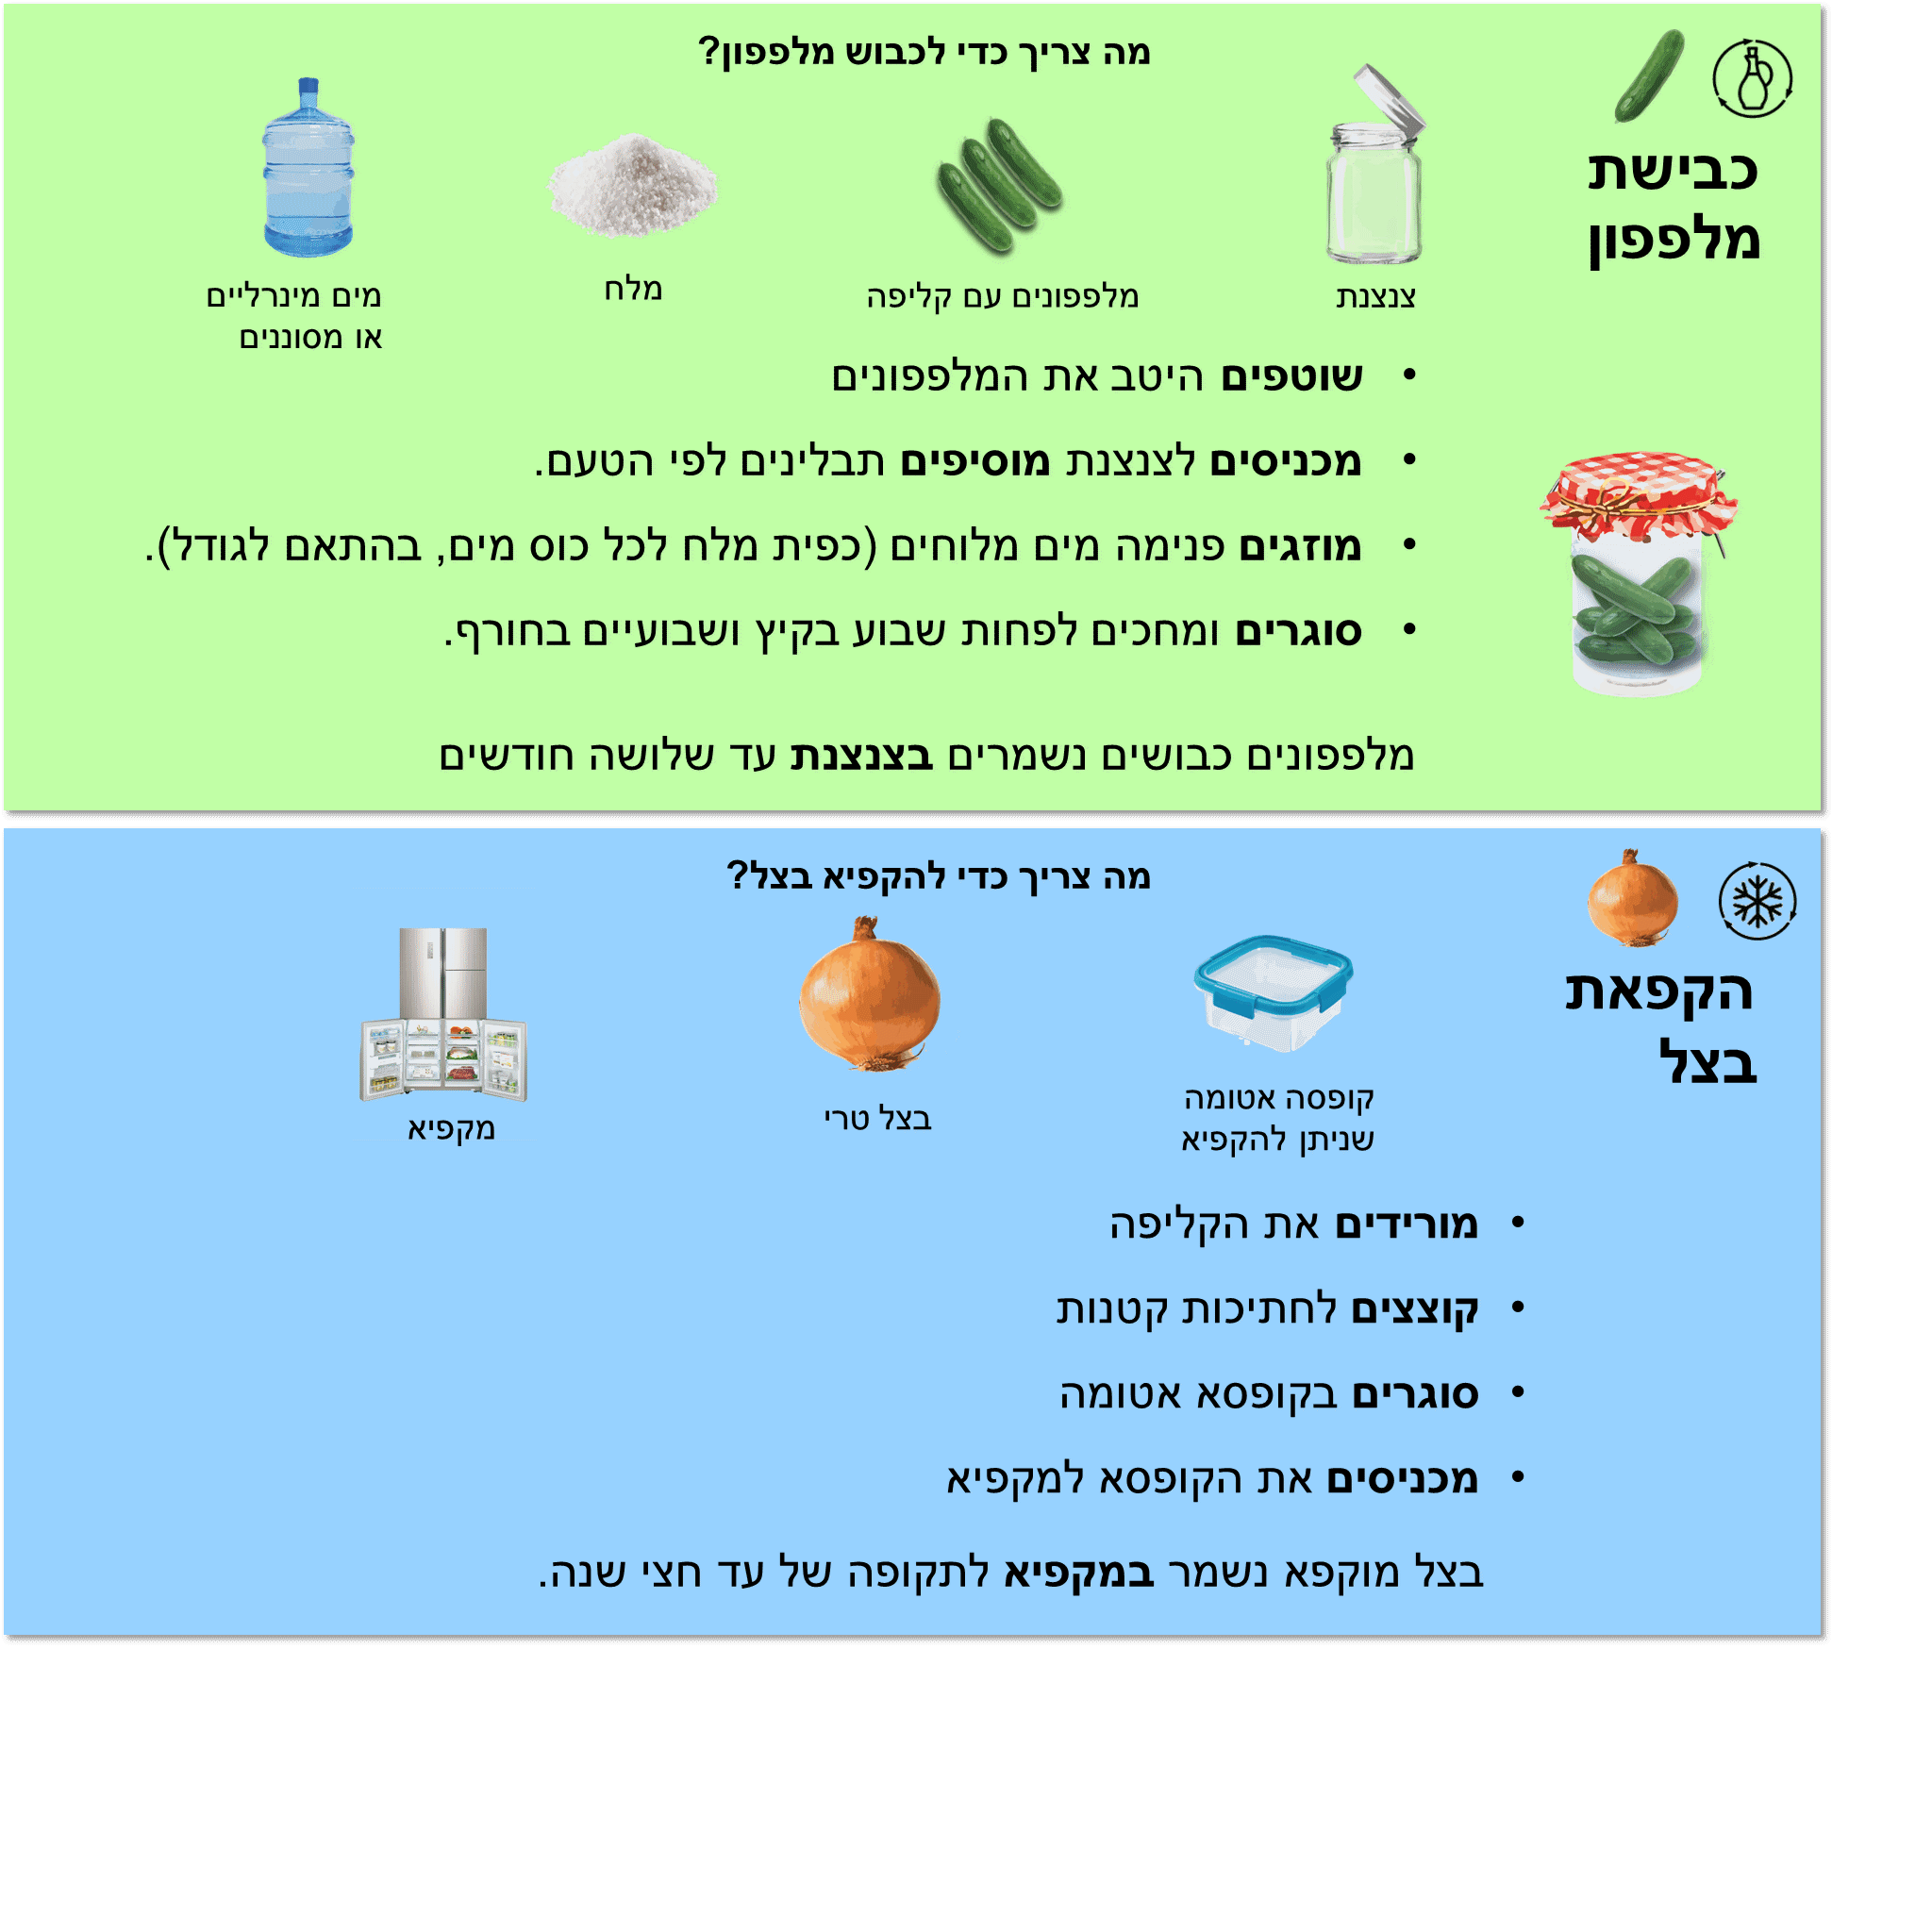 כבישת
מלפפון
מה צריך כדי לכבוש מלפפון?
צנצנת
מלפפונים עם קליפה
מלח
מים מינרליים
או מסוננים
• שוטפים היטב את המלפפונים
• מכניסים לצנצנת מוסיפים תבלינים לפי הטעם.
• מוזגים פנימה מים מלוחים (כפית מלח לכל כוס מים, בהתאם לגודל).
• סוגרים ומחכים לפחות שבוע בקיץ ושבועיים בחורף.
מלפפונים כבושים נשמרים בצנצנת עד שלושה חודשים
הקפאת
בצל
מה צריך כדי להקפיא בצל?
קופסה אטומה
שניתן להקפיא
בצל טרי
מקפיא
• מורידים את הקליפה
• קוצצים לחתיכות קטנות
• סוגרים בקופסא אטומה
• מכניסים את הקופסא למקפיא
בצל מוקפא נשמר במקפיא לתקופה של עד חצי שנה.